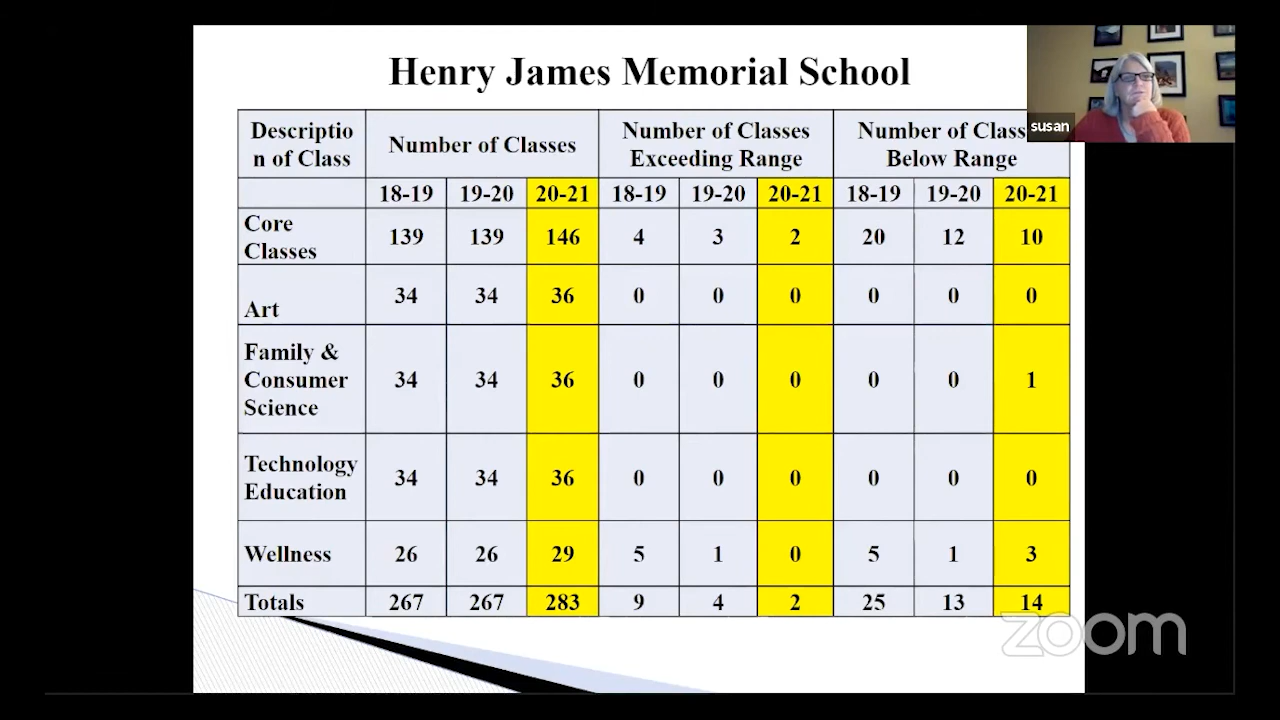 Henry James Memorial School
susan
Descriptio
n of Class
Number of Classes
Number of Classes
Exceeding Range
Number of Class
Below Range
18-19 19-20 20-21 18-19 19-20 20-21 18-19 19-20 20-21
Core
Classes
139 139 146 4 3 2 20 12 10
Art
34 34 36 0 0 0 0 0 0
Family &
Consumer
Science
34 34 36 0 0 0 0 0 1
Technology
Education
34 34 36 0 0 0 0 0 0
Wellness 26 26 29 5 1 0 5 1 3
Totals 267 267 283 9 4 2 25 13 14
zoom